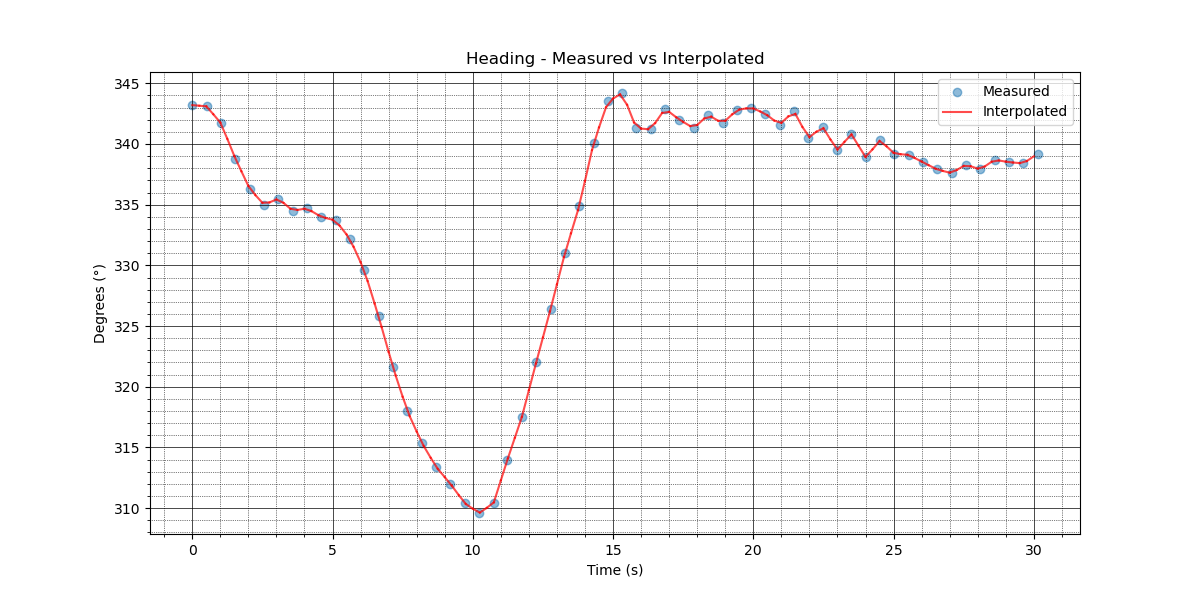 Heading - Measured vs Interpolated
Measured
Interpolated
345
340
335
330
325
320
315
310
Degrees (°)
0 5 10 15 20 25 30
Time (s)